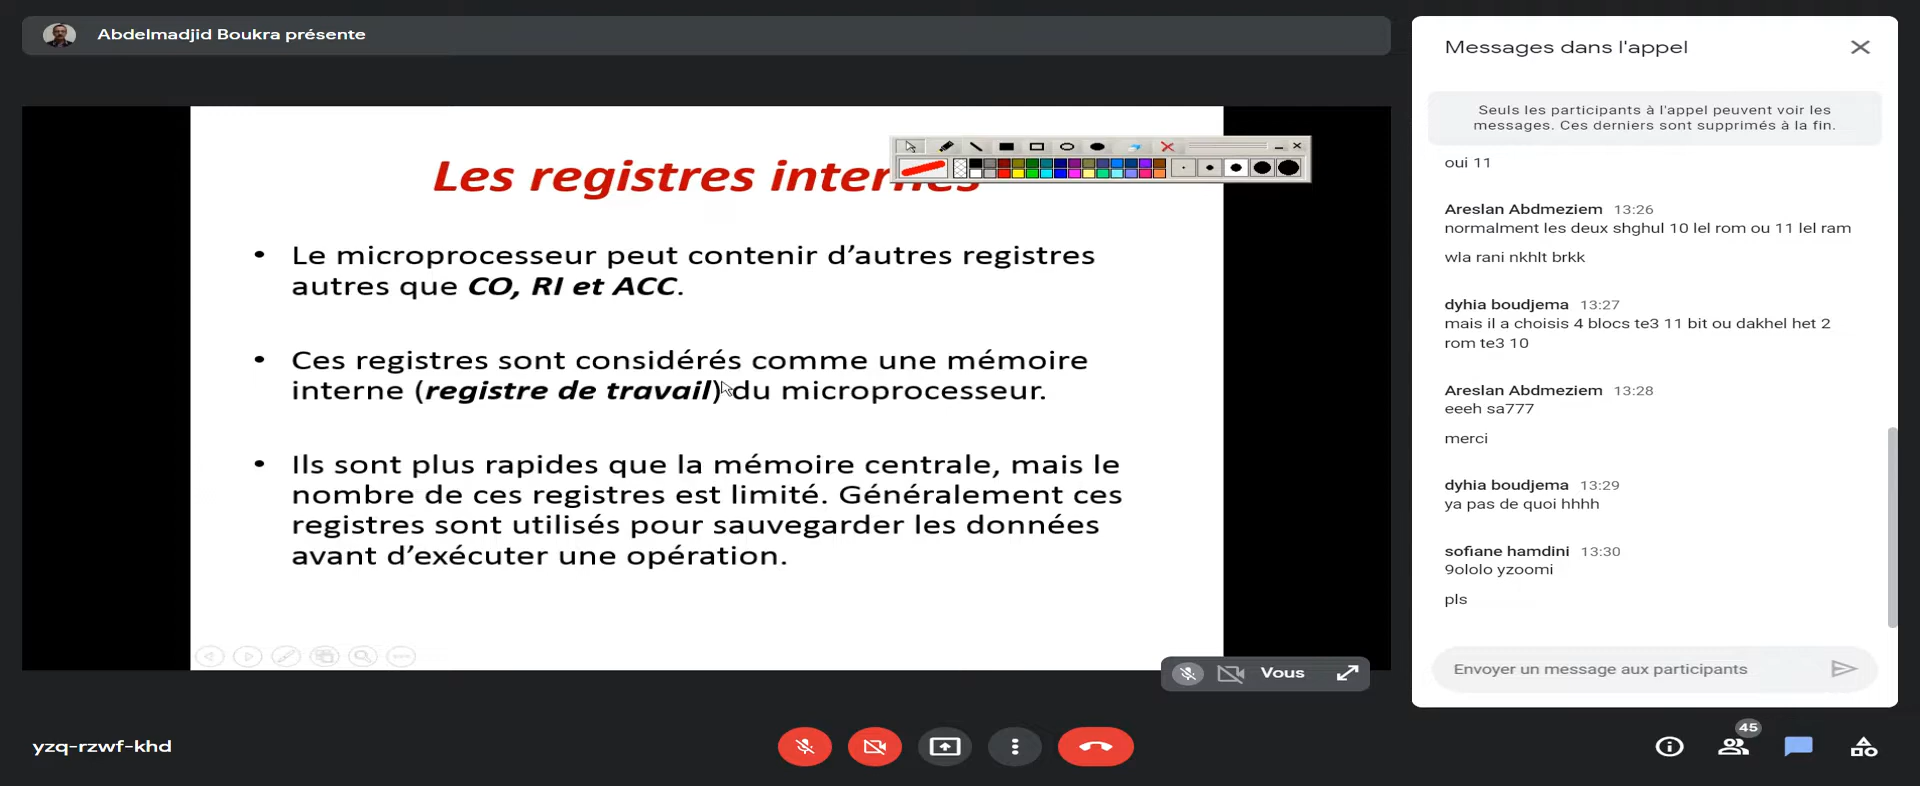 Abdelmadjid Boukra présente
Les registres internes
• Le microprocesseur peut contenir d’autres registres
autres que CO, RI et ACC.
• Ces registres sont considérés comme une mémoire
interne (registre de travail) du microprocesseur.
• Ils sont plus rapides que la mémoire centrale, mais le
nombre de ces registres est limité. Généralement ces
registres sont utilisés pour sauvegarder les données
avant d’exécuter une opération.
Vous
yzq-rzwf-khd
Messages dans l'appel
Seuls les participants à l'appel peuvent voir les
messages. Ces derniers sont supprimés à la fin.
oui 11
Areslan Abdmeziem 13:26
normalment les deux shghul 10 lel rom ou 11 lel ram
wla rani nkhlt brkk
dyhia boudjema 13:27
mais il a choisis 4 blocs te3 11 bit ou dakhel het 2
rom te3 10
Areslan Abdmeziem 13:28
eeeh sa777
merci
dyhia boudjema 13:29
ya pas de quoi hhhh
sofiane hamdini 13:30
9ololo yzoomi
pls
Envoyer un message aux participants
45